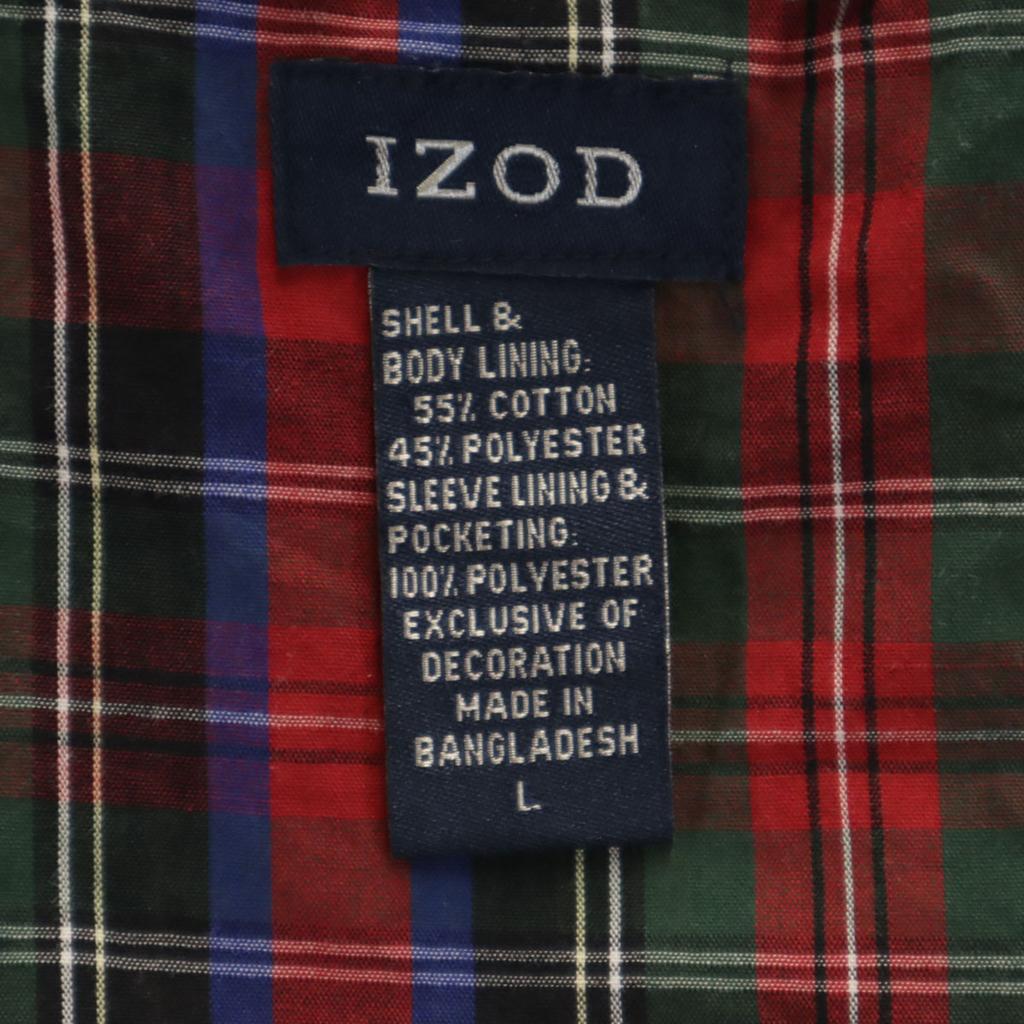 IZOD
SHELL &
BODY LINING:
55% COTTON
45% POLYESTER
SLEEVE LINING &
POCKETING:
100% POLYESTER
EXCLUSIVE OF
DECORATION
MADE IN
BANGLADESH
L